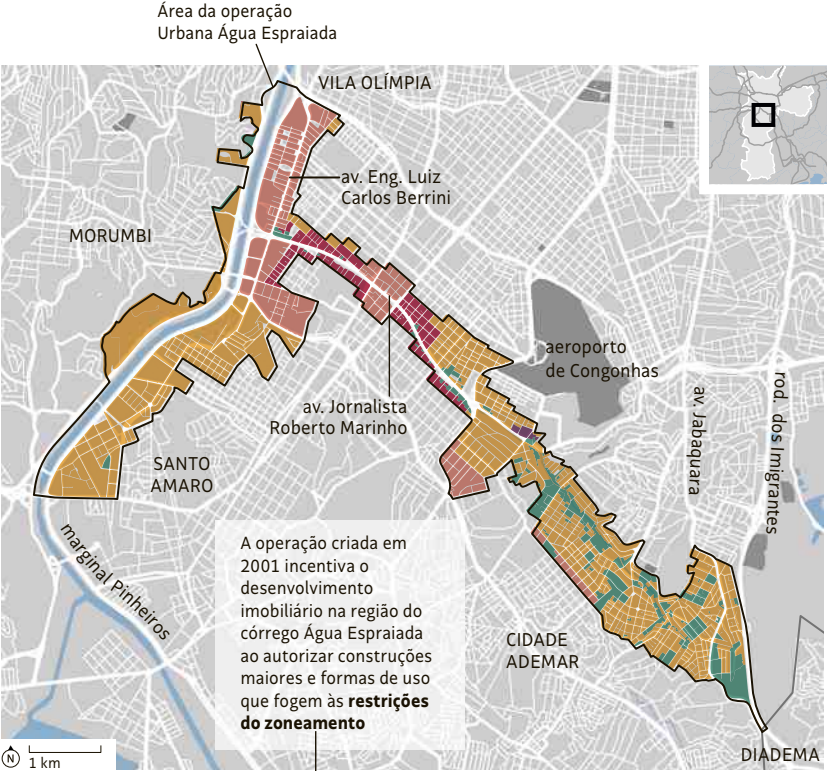 Área da operação
Urbana Água Espraiada
VILA OLÍMPIA
av. Eng. Luiz
Carlos Berrini
MORUMBI
aeroporto
de Congonhas
av. Jornalista
Roberto Marinho
av. Jabaquara
rod. dos Imigrantes
SANTO
AMARO
marginal Pinheiros
A operação criada em
2001 incentiva o
desenvolvimento
imobiliário na região do
córrego Água Espraiada
ao autorizar construções
maiores e formas de uso
que fogem às restrições
do zoneamento
CIDADE
ADEMAR
DIADEMA
N
1 km